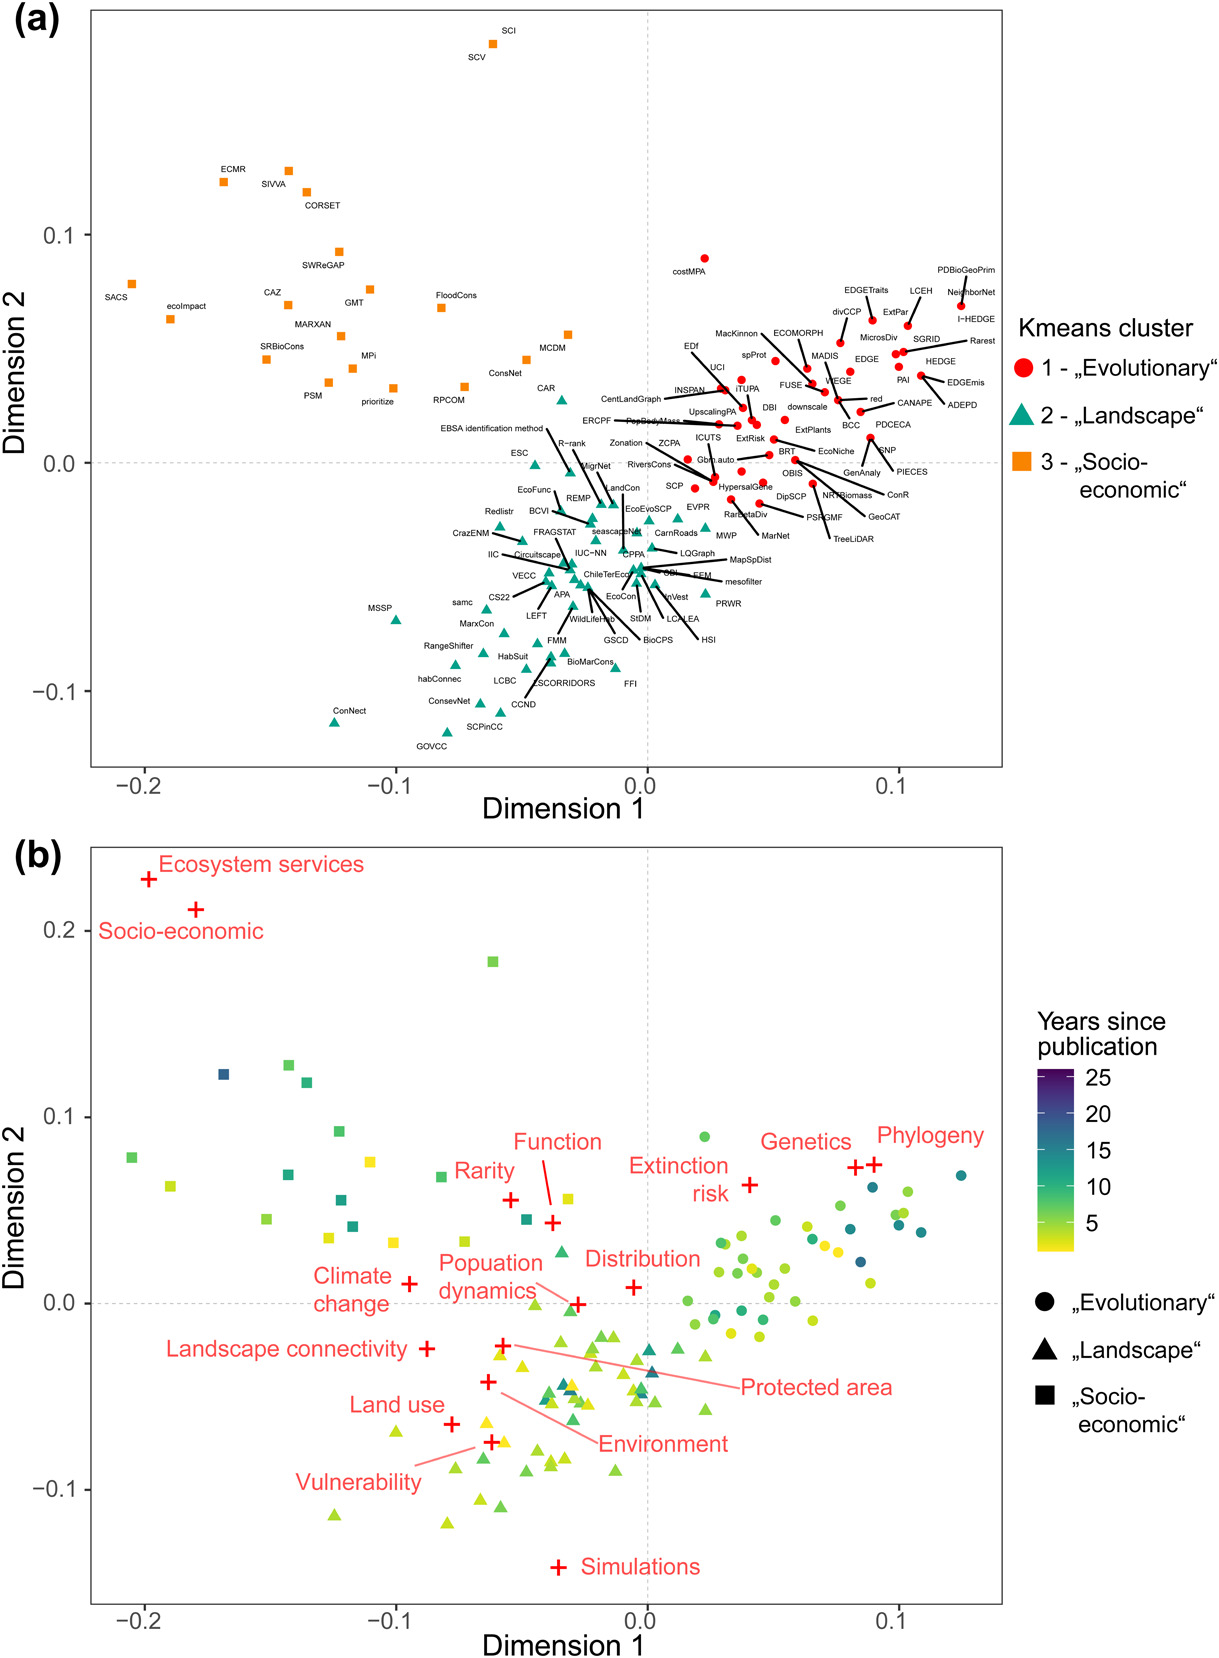 (a)
SCI
SCV
ECMR
SIVVA
CORSET
SWReGAP
SACS
ecoImpact
CAZ
GMT
FloodCons
MARXAN
SRBioCons
MPi
PSM
prioritize
RPCOM
ConsNet
MCDM
CAR
costMPA
PDBioGeoPrim
EDGETraits
LCEH
NeighborNet
divCCP
ExtPar
I−HEDGE
MacKinnon
ECOMORPH
MicrosDiv
SGRID
Rarest
EDf
spProt
MADIS
EDGE
HEDGE
UCI
FUSE
WEGE
PAI
EDGEmis
INSPAN
iTUPA
CentLandGraph
red
CANAPE
ADEPD
UpscalingPA
DBI
downscale
ERCPF
PopBodyMass
BCC
PDCECA
ExtPlants
EBSA identification method
Zonation
ZCPA
ICUTS
ExtRisk
R−rank
BRT
EcoNiche
SNP
ESC
MigrNet
RiversCons
Gbm.auto
OBIS
GenAnaly
PIECES
EcoFunc
REMP
LandCon
SCP
HypersalGene
DipSCP
NRTBiomass
ConR
Redlistr
BCVI
EcoEvoSCP
EVPR
RarBetaDiv
PSRGMF
GeoCAT
CrazENM
FRAGSTAT
seascapeNet
CarnRoads
MWP
MarNet
TreeLiDAR
IIC
Circuitscape
IUC−NN
CPPA
LQGraph
MapSpDist
VECC
ChileTerEco
OBI
EEM
mesofilter
CS22
APA
EcoCon
InVest
PRWR
MSSP
samc
LEFT
WildLifeHab
StDM
LCALEA
MarxCon
FMM
GSCD
BioCPS
HSI
RangeShifter
HabSuit
BioMarCons
habConnec
LCBC
ESCORRIDORS
FFI
ConsevNet
CCND
ConNect
SCPinCC
GOVCC
0.1
0.0
−0.1
−0.2
−0.1
0.0
0.1
Dimension 1
Dimension 2
Kmeans cluster
1 - „Evolutionary“
2 - „Landscape“
3 - „Socio-
economic“
(b)
Ecosystem services
Socio-economic
Function
Genetics
Phylogeny
Rarity
Extinction
risk
Popuation
dynamics
Distribution
Climate
change
Landscape connectivity
Protected area
Land use
Environment
Vulnerability
Simulations
0.2
0.1
0.0
−0.1
−0.2
−0.1
0.0
0.1
Dimension 1
Dimension 2
Years since
publication
25
20
15
10
5
„Evolutionary“
„Landscape“
„Socio-
economic“